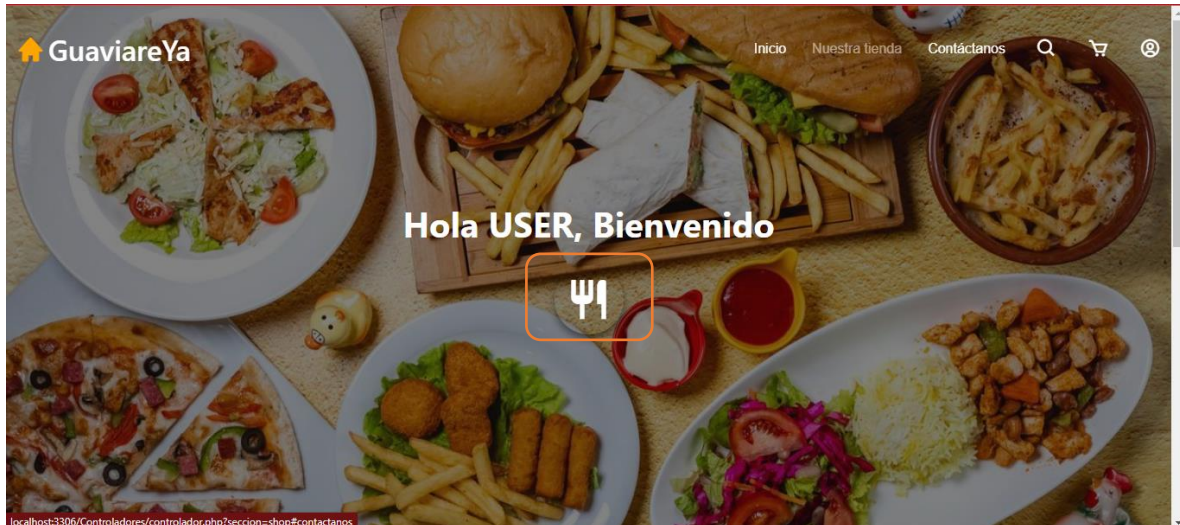 GuaviareYa
Inicio Nuestra tienda Contáctanos
Hola USER, Bienvenido
localhost:3306/Controladores/controlador.php?seccion=shop#contactanos